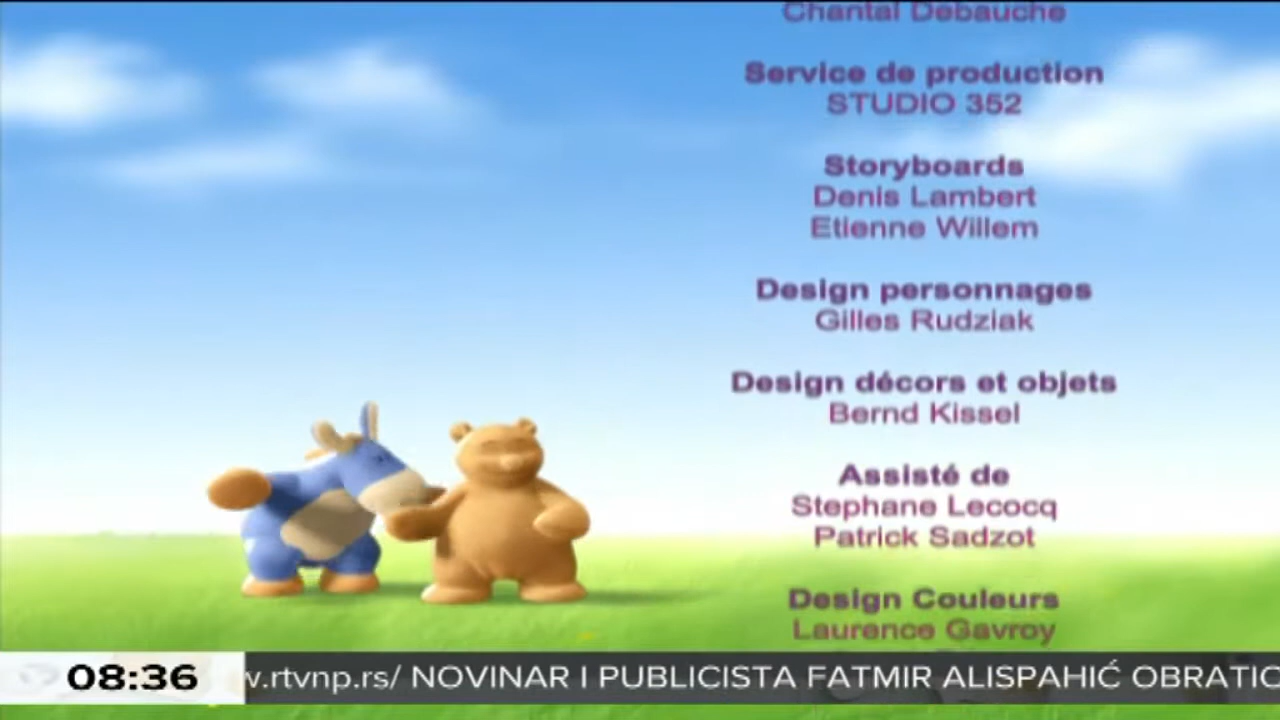 Chantal Debauche
Service de production
STUDIO 352
Storyboards
Denis Lambert
Etienne Willem
Design personnages
Gilles Rudziak
Design décors et objets
Bernd Kissel
Assisté de
Stephane Lecocq
Patrick Sadzot
Design Couleurs
Laurence Gavroy
08:36 w.rtvnp.rs/ NOVINAR I PUBLICISTA FATMIR ALISPAHIĆ OBRATIO